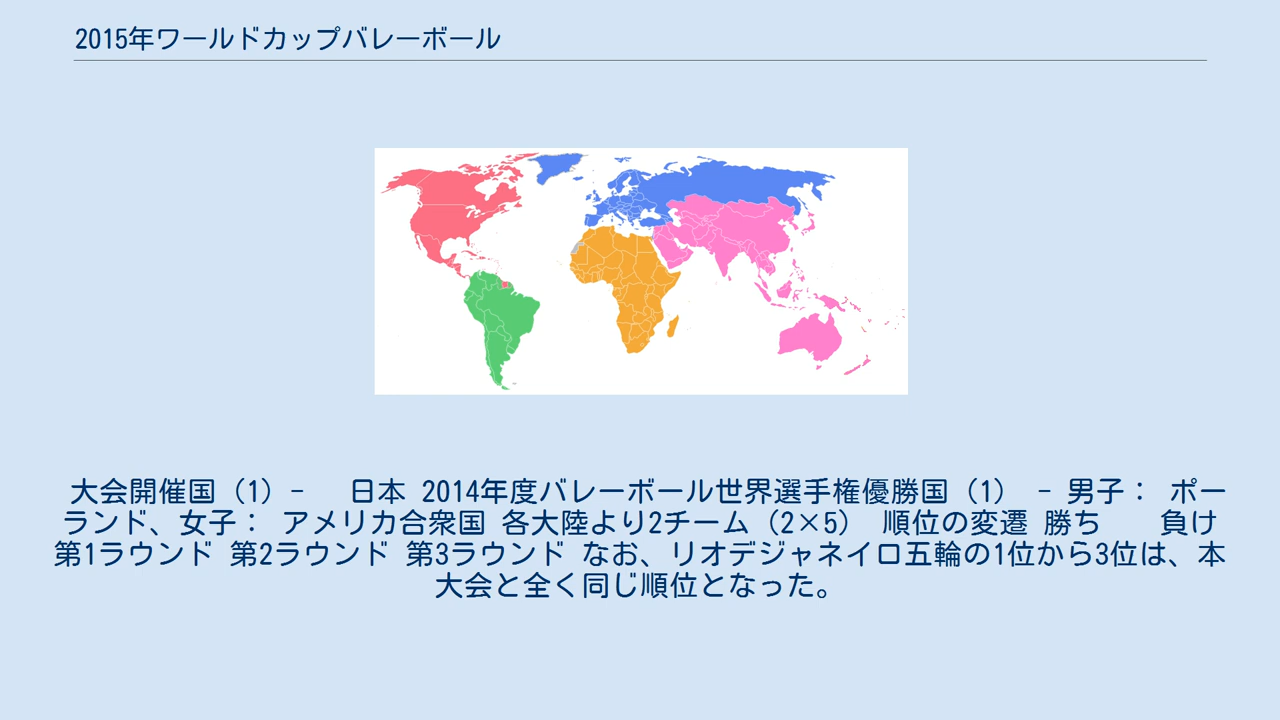 2015年ワールドカップバレーボール
大会開催国（1）-　日本 2014年度バレーボール世界選手権優勝国（1） - 男子： ポー
ランド、女子： アメリカ合衆国 各大陸より2チーム（2×5） 順位の変遷 勝ち　　負け
第1ラウンド 第2ラウンド 第3ラウンド なお、リオデジャネイロ五輪の1位から3位は、本
大会と全く同じ順位となった。